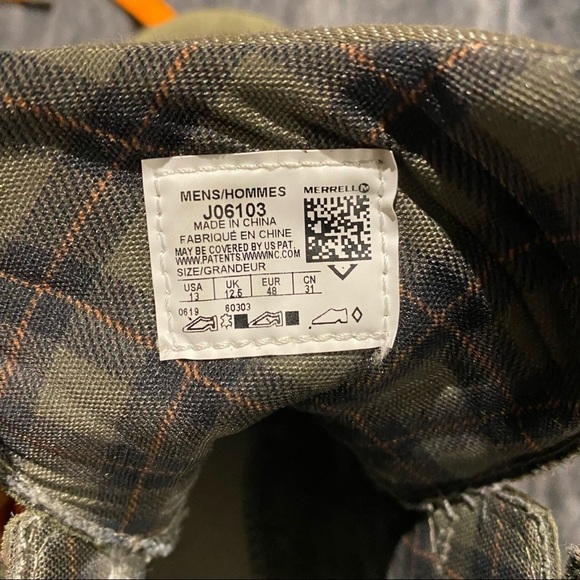 MENS/HOMMES
J06103
MADE IN CHINA
FABRIQUÉ EN CHINE
MAY BE COVERED BY US PAT.
WWW.PATENTS.WWWINC.COM
SIZE/GRANDEUR
MERRELL M
USA UK EUR CN
13 12.5 48 31
0619 60303